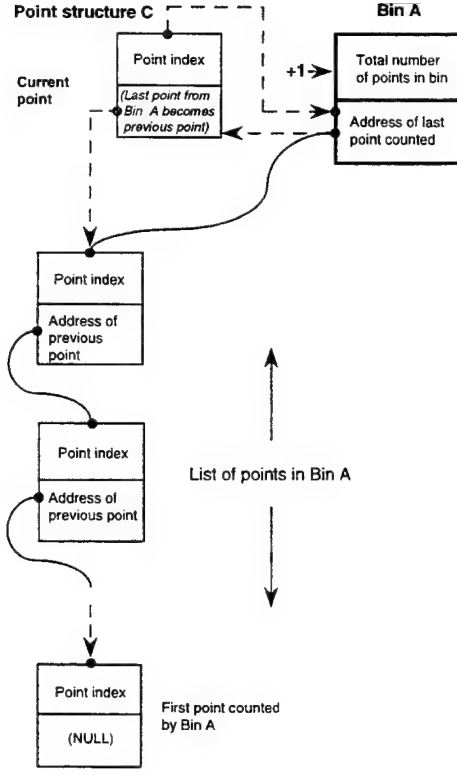 Point structure C
Bin A
Point index
Total number
of points in bin
+1
Current
point
(Last point from
Bin A becomes
previous point)
Address of last
point counted
Point index
Address of
previous
point
Point index
Address of
previous point
List of points in Bin A
Point index
(NULL)
First point counted
by Bin A